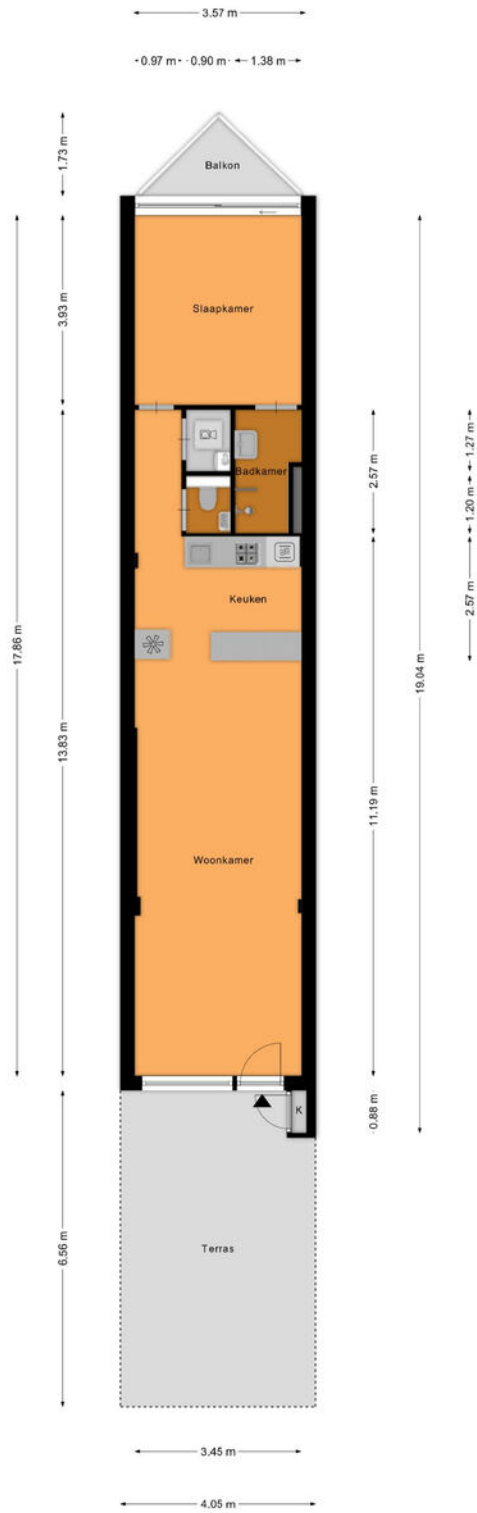 3.57 m
0.97 m
0.90 m
1.38 m
1.73 m
Balkon
3.93 m
Slaapkamer
17.86 m
13.83 m
Badkamer
2.57 m
1.27 m
1.20 m
Keuken
2.57 m
19.04 m
11.19 m
Woonkamer
K
0.88 m
6.56 m
Terras
3.45 m
4.05 m